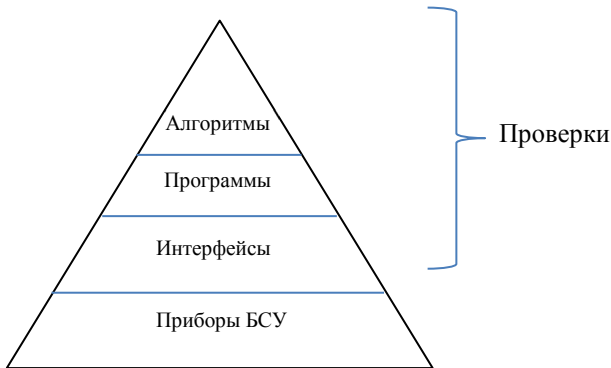 Алгоритмы
Проверки
Программы
Интерфейсы
Приборы БСУ